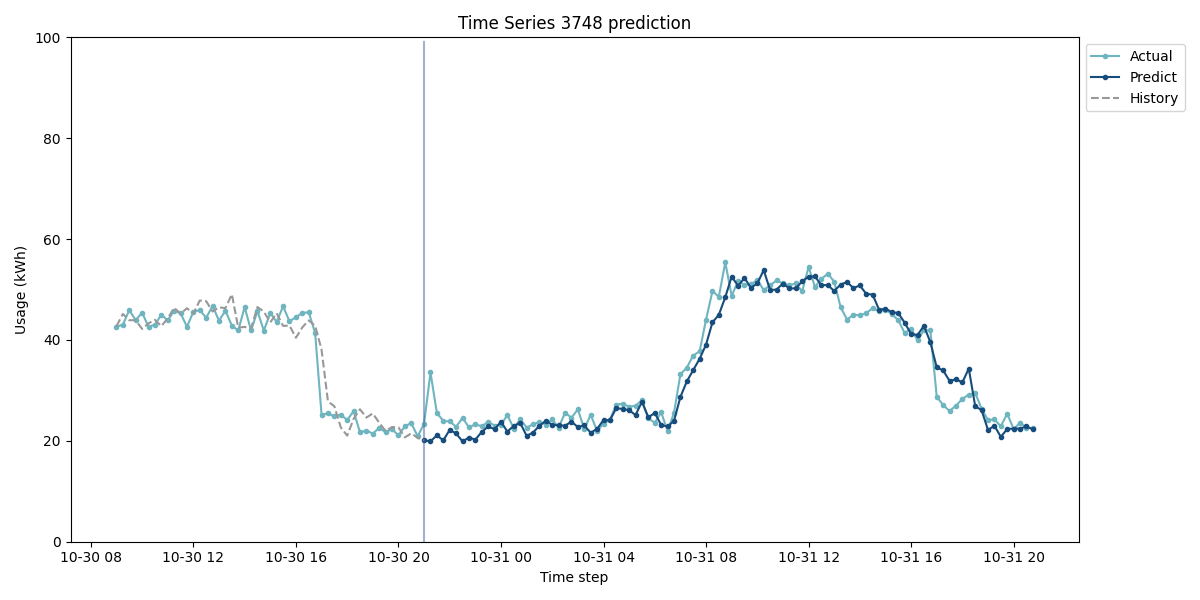 Time Series 3748 prediction
100
80
60
40
20
0
Usage (kWh)
10-30 08
10-30 12
10-30 16
10-30 20
10-31 00
10-31 04
10-31 08
10-31 12
10-31 16
10-31 20
Time step
Actual
Predict
History